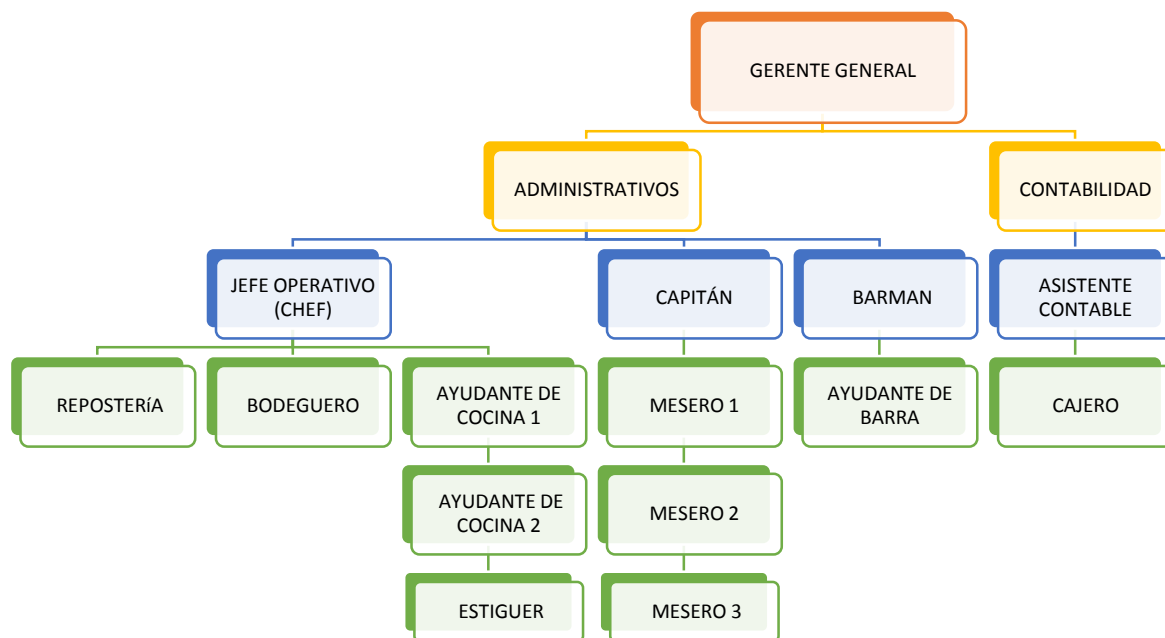 GERENTE GENERAL
ADMINISTRATIVOS
CONTABILIDAD
JEFE OPERATIVO
(CHEF)
CAPITÁN
BARMAN
ASISTENTE
CONTABLE
REPOSTERíA
BODEGUERO
AYUDANTE DE
COCINA 1
MESERO 1
AYUDANTE DE
BARRA
CAJERO
AYUDANTE DE
COCINA 2
MESERO 2
ESTIGUER
MESERO 3